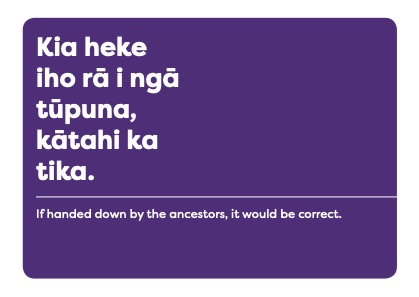 Kia heke
iho rā i ngā
tūpuna,
kātahi ka
tika.
If handed down by the ancestors, it would be correct.